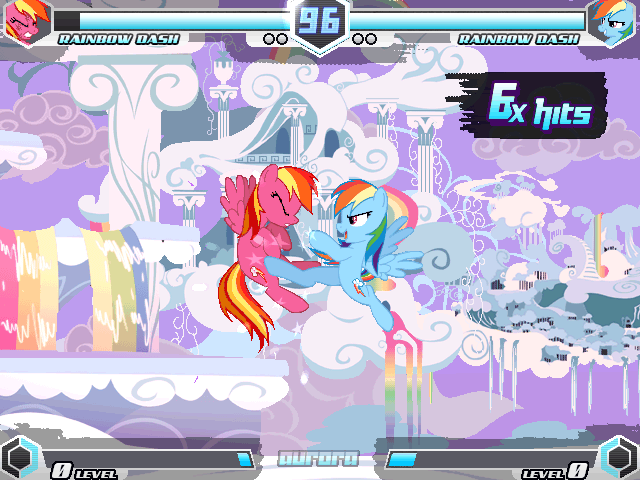 96
RAINBOW DASH
RAINBOW DASH
6x hits
aurora
0 LEVEL
LEVEL 0